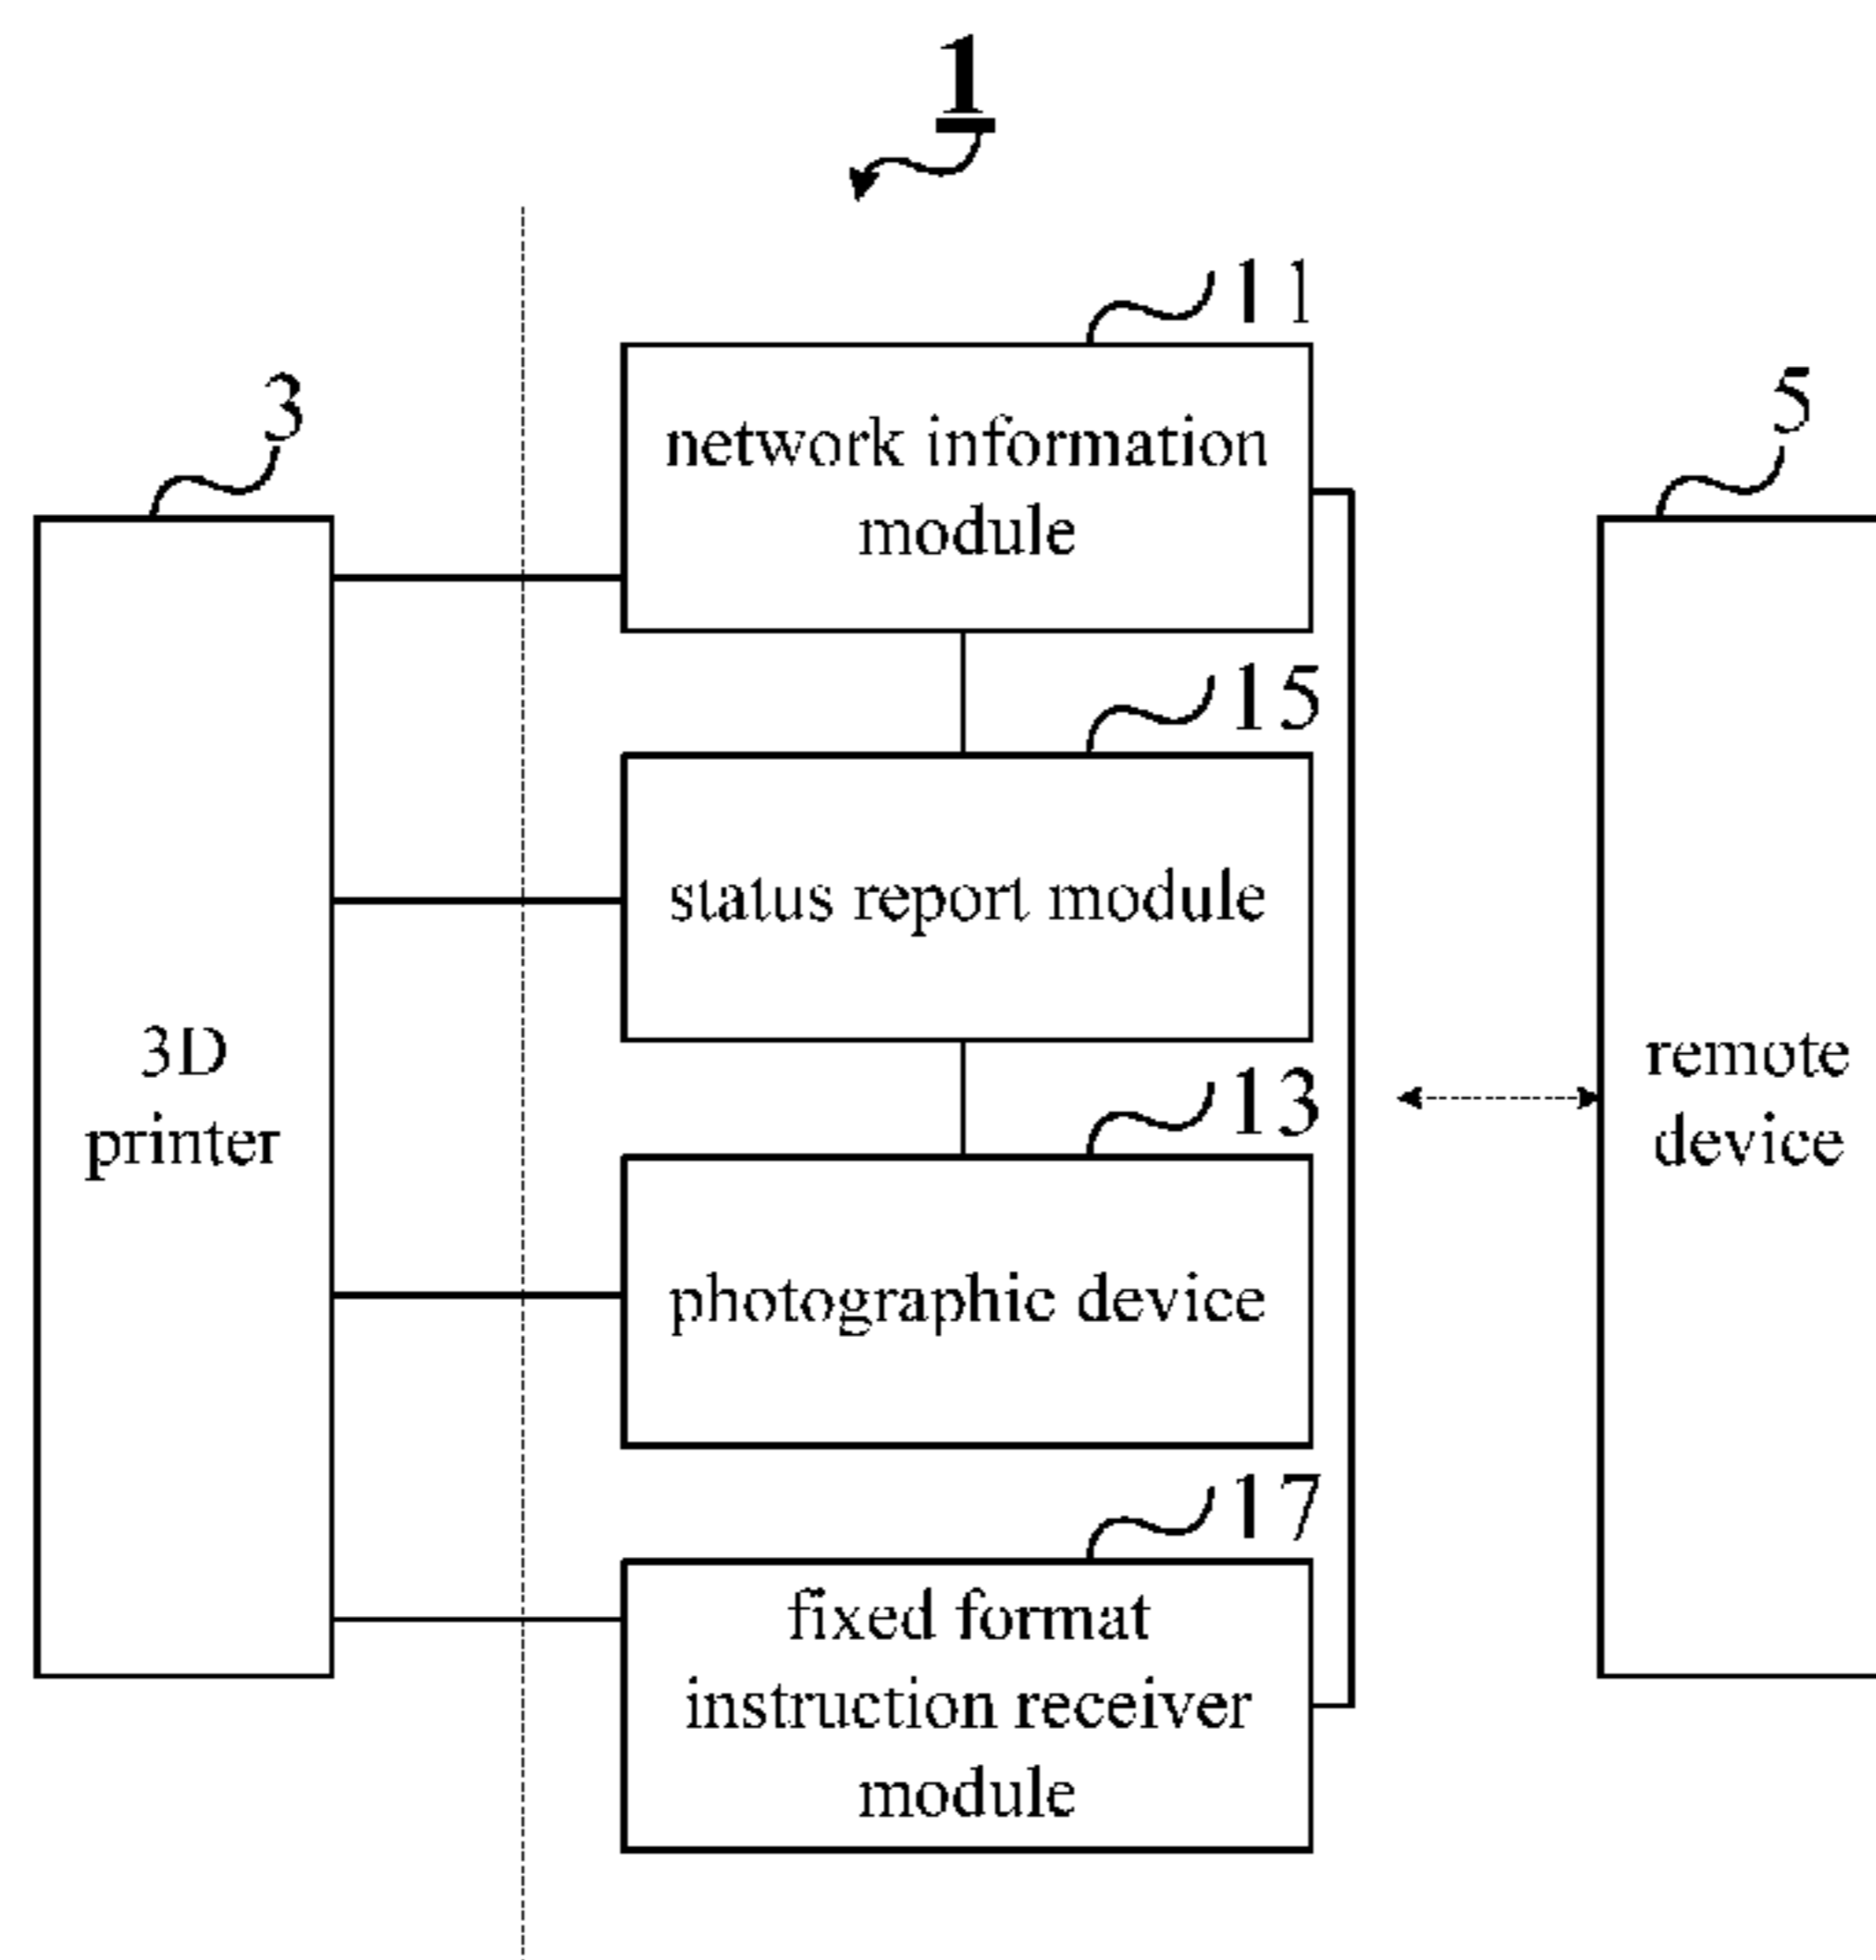 1
11
network information
module
3
5
15
status report module
3D
printer
remote
device
13
photographic device
17
fixed format
instruction receiver
module